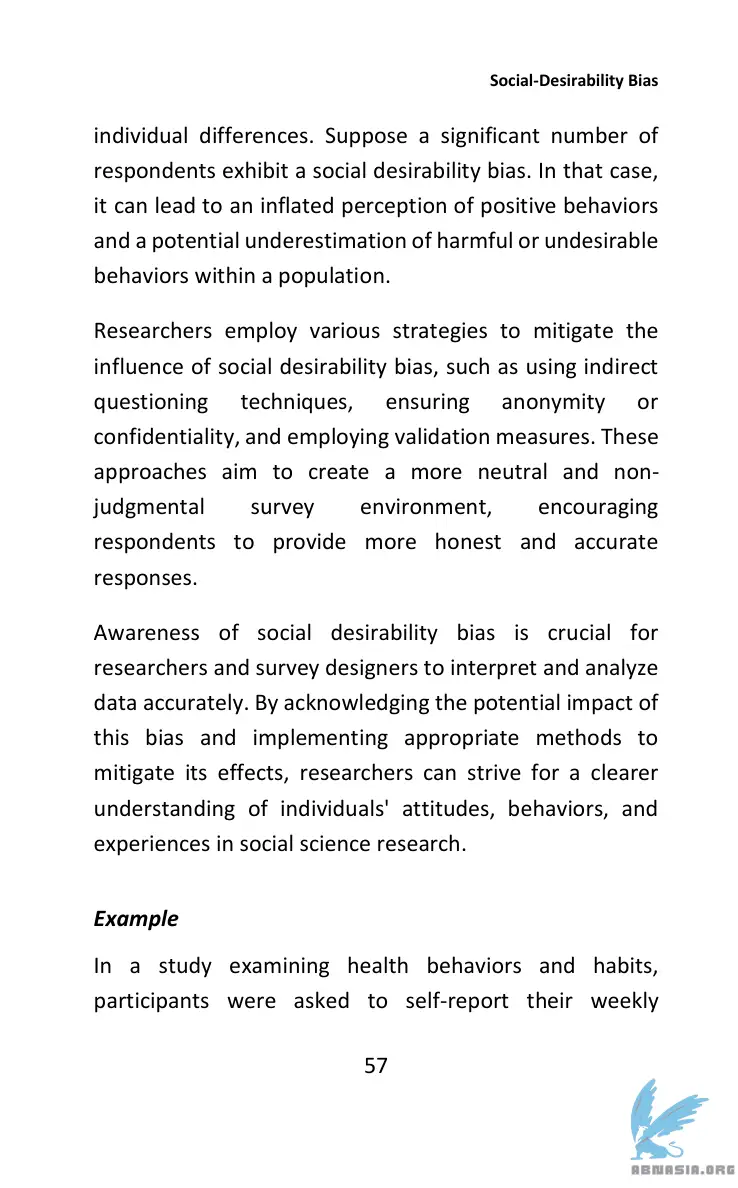 Social-Desirability Bias
individual differences. Suppose a significant number of
respondents exhibit a social desirability bias. In that case,
it can lead to an inflated perception of positive behaviors
and a potential underestimation of harmful or undesirable
behaviors within a population.
Researchers employ various strategies to mitigate the
influence of social desirability bias, such as using indirect
questioning techniques, ensuring anonymity or
confidentiality, and employing validation measures. These
approaches aim to create a more neutral and non-
judgmental survey environment, encouraging
respondents to provide more honest and accurate
responses.
Awareness of social desirability bias is crucial for
researchers and survey designers to interpret and analyze
data accurately. By acknowledging the potential impact of
this bias and implementing appropriate methods to
mitigate its effects, researchers can strive for a clearer
understanding of individuals' attitudes, behaviors, and
experiences in social science research.
Example
In a study examining health behaviors and habits,
participants were asked to self-report their weekly
57
ABNASIA.ORG